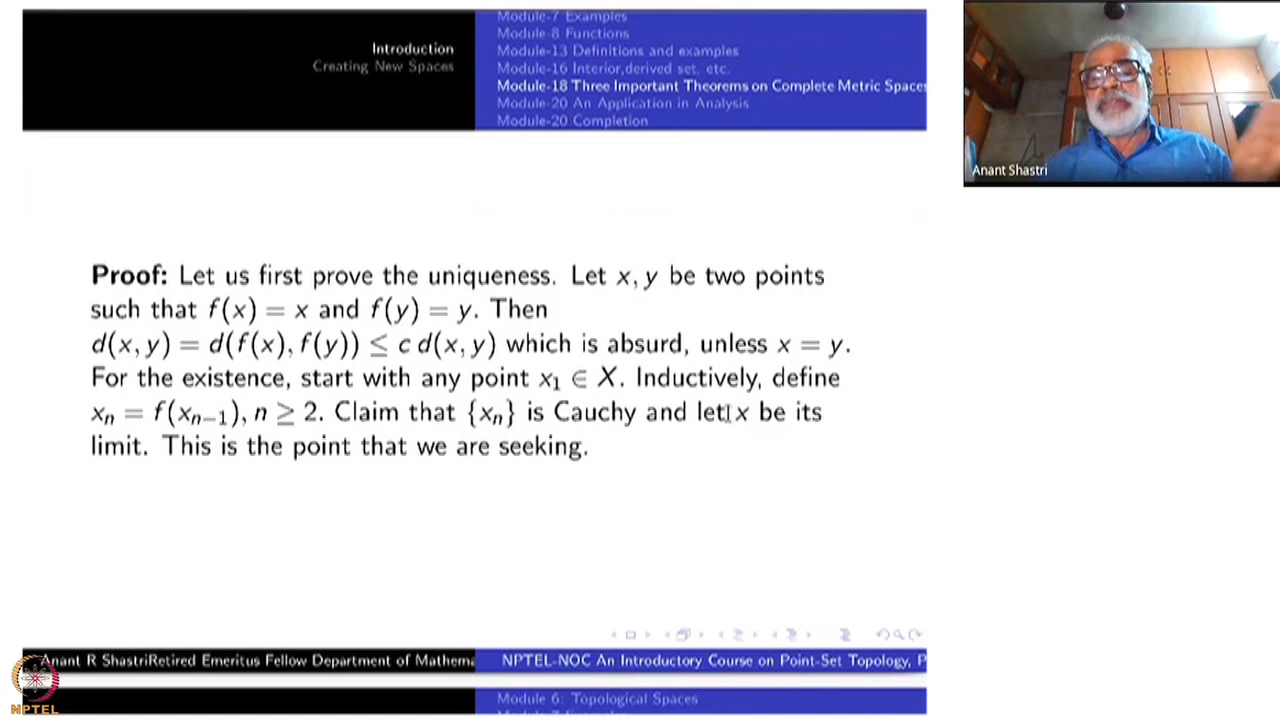 Introduction
Creating New Spaces
Module-7 Examples
Module-8 Functions
Module-13 Definitions and examples
Module-16 Interior,derived set, etc.
Module-18 Three Important Theorems on Complete Metric Spaces
Module-20 An Application in Analysis
Module-20 Completion
Anant Shastri
Proof: Let us first prove the uniqueness. Let x, y be two points
such that f(x) = x and f(y) = y. Then
d(x, y) = d(f(x), f(y)) ≤ c d(x, y) which is absurd, unless x = y.
For the existence, start with any point x₁ ∈ X. Inductively, define
xₙ = f(xₙ₋₁), n ≥ 2. Claim that {xₙ} is Cauchy and let x be its
limit. This is the point that we are seeking.
Anant R ShastriRetired Emeritus Fellow Department of Mathema
NPTEL-NOC An Introductory Course on Point-Set Topology, P
Module 6: Topological Spaces
NPTEL